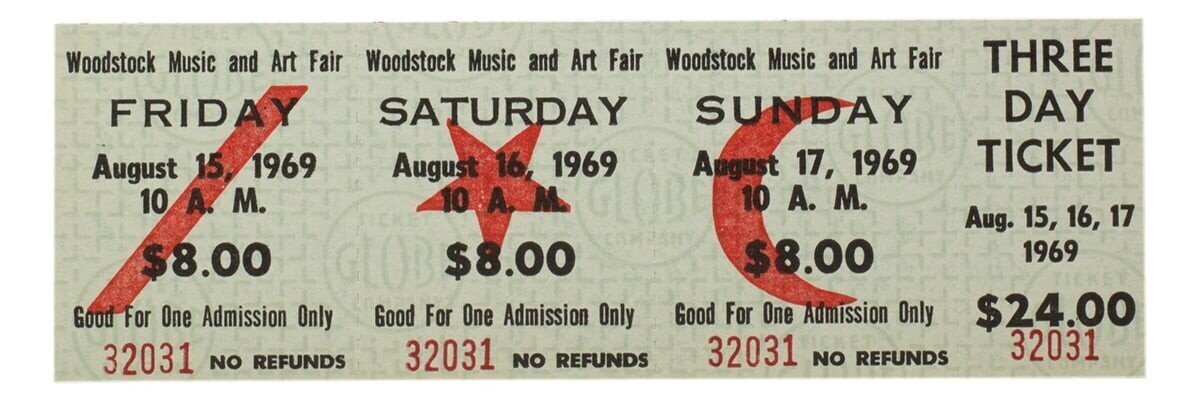 Woodstock Music and Art Fair
FRIDAY
August 15, 1969
10 A. M.
$8.00
Good For One Admission Only
32031 NO REFUNDS
Woodstock Music and Art Fair
SATURDAY
August 16, 1969
10 A. M.
$8.00
Good For One Admission Only
32031 NO REFUNDS
Woodstock Music and Art Fair
SUNDAY
August 17, 1969
10 A. M.
$8.00
Good For One Admission Only
32031 NO REFUNDS
THREE
DAY
TICKET
Aug. 15, 16, 17
1969
$24.00
32031
TICKET
GLOBE
COMPANY